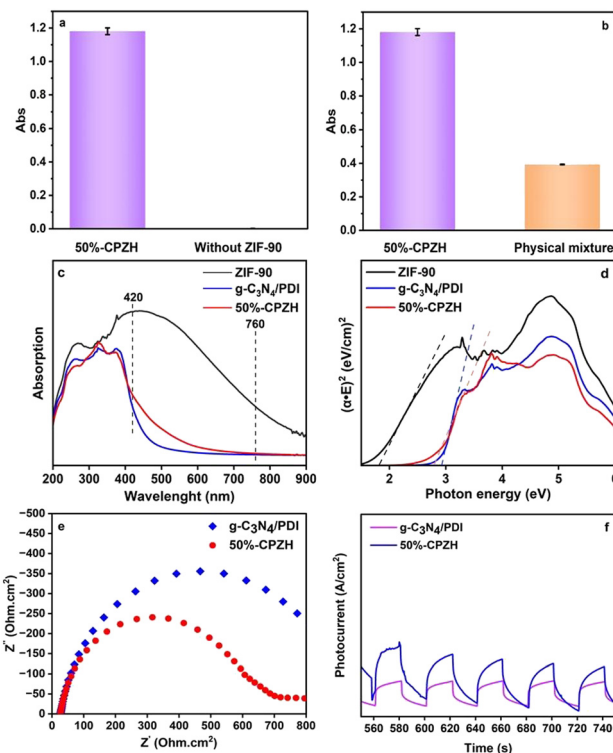 a
1.2
1.0
0.8
0.6
0.4
0.2
0.0
Abs
50%-CPZH Without ZIF-90
b
1.2
1.0
0.8
0.6
0.4
0.2
0.0
Abs
50%-CPZH Physical mixture
c
ZIF-90
g-C₃N₄/PDI
50%-CPZH
420
760
Absorption
200 300 400 500 600 700 800 900
Wavelenght (nm)
d
ZIF-90
g-C₃N₄/PDI
50%-CPZH
(α•E)² (eV/cm)²
2 3 4 5 6
Photon energy (eV)
e
g-C₃N₄/PDI
50%-CPZH
−500
−450
−400
−350
−300
−250
−200
−150
−100
−50
0
Z'' (Ohm.cm²)
0 100 200 300 400 500 600 700 800
Z' (Ohm.cm²)
f
g-C₃N₄/PDI
50%-CPZH
Photocurrent (A/cm²)
560 580 600 620 640 660 680 700 720 740
Time (s)